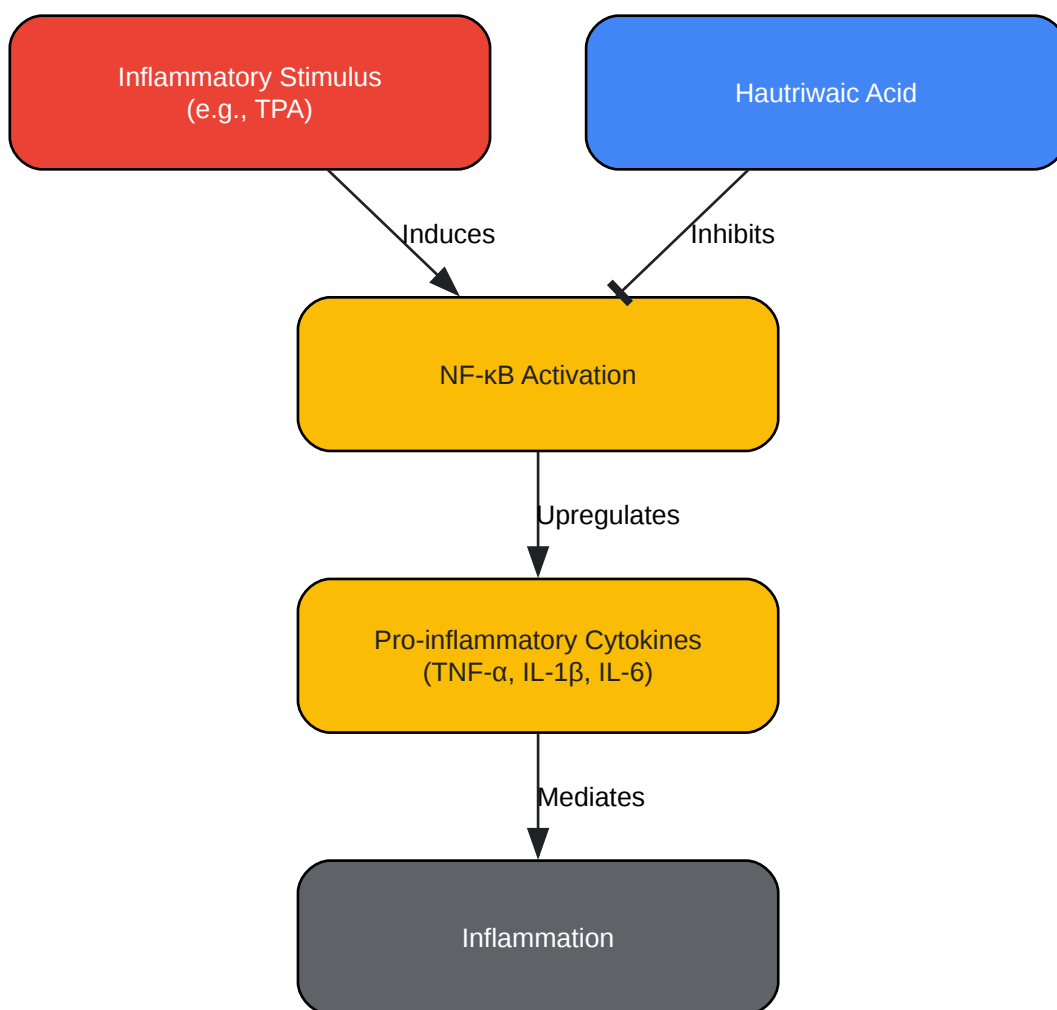 Inflammatory Stimulus
(e.g., TPA)
Hautriwaic Acid
Induces
Inhibits
NF-κB Activation
Upregulates
Pro-inflammatory Cytokines
(TNF-α, IL-1β, IL-6)
Mediates
Inflammation